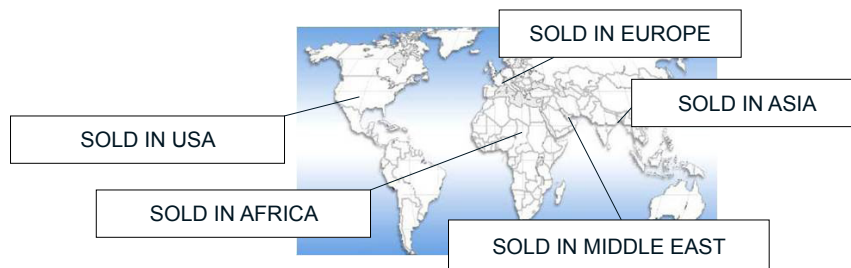 SOLD IN EUROPE
SOLD IN ASIA
SOLD IN USA
SOLD IN AFRICA
SOLD IN MIDDLE EAST